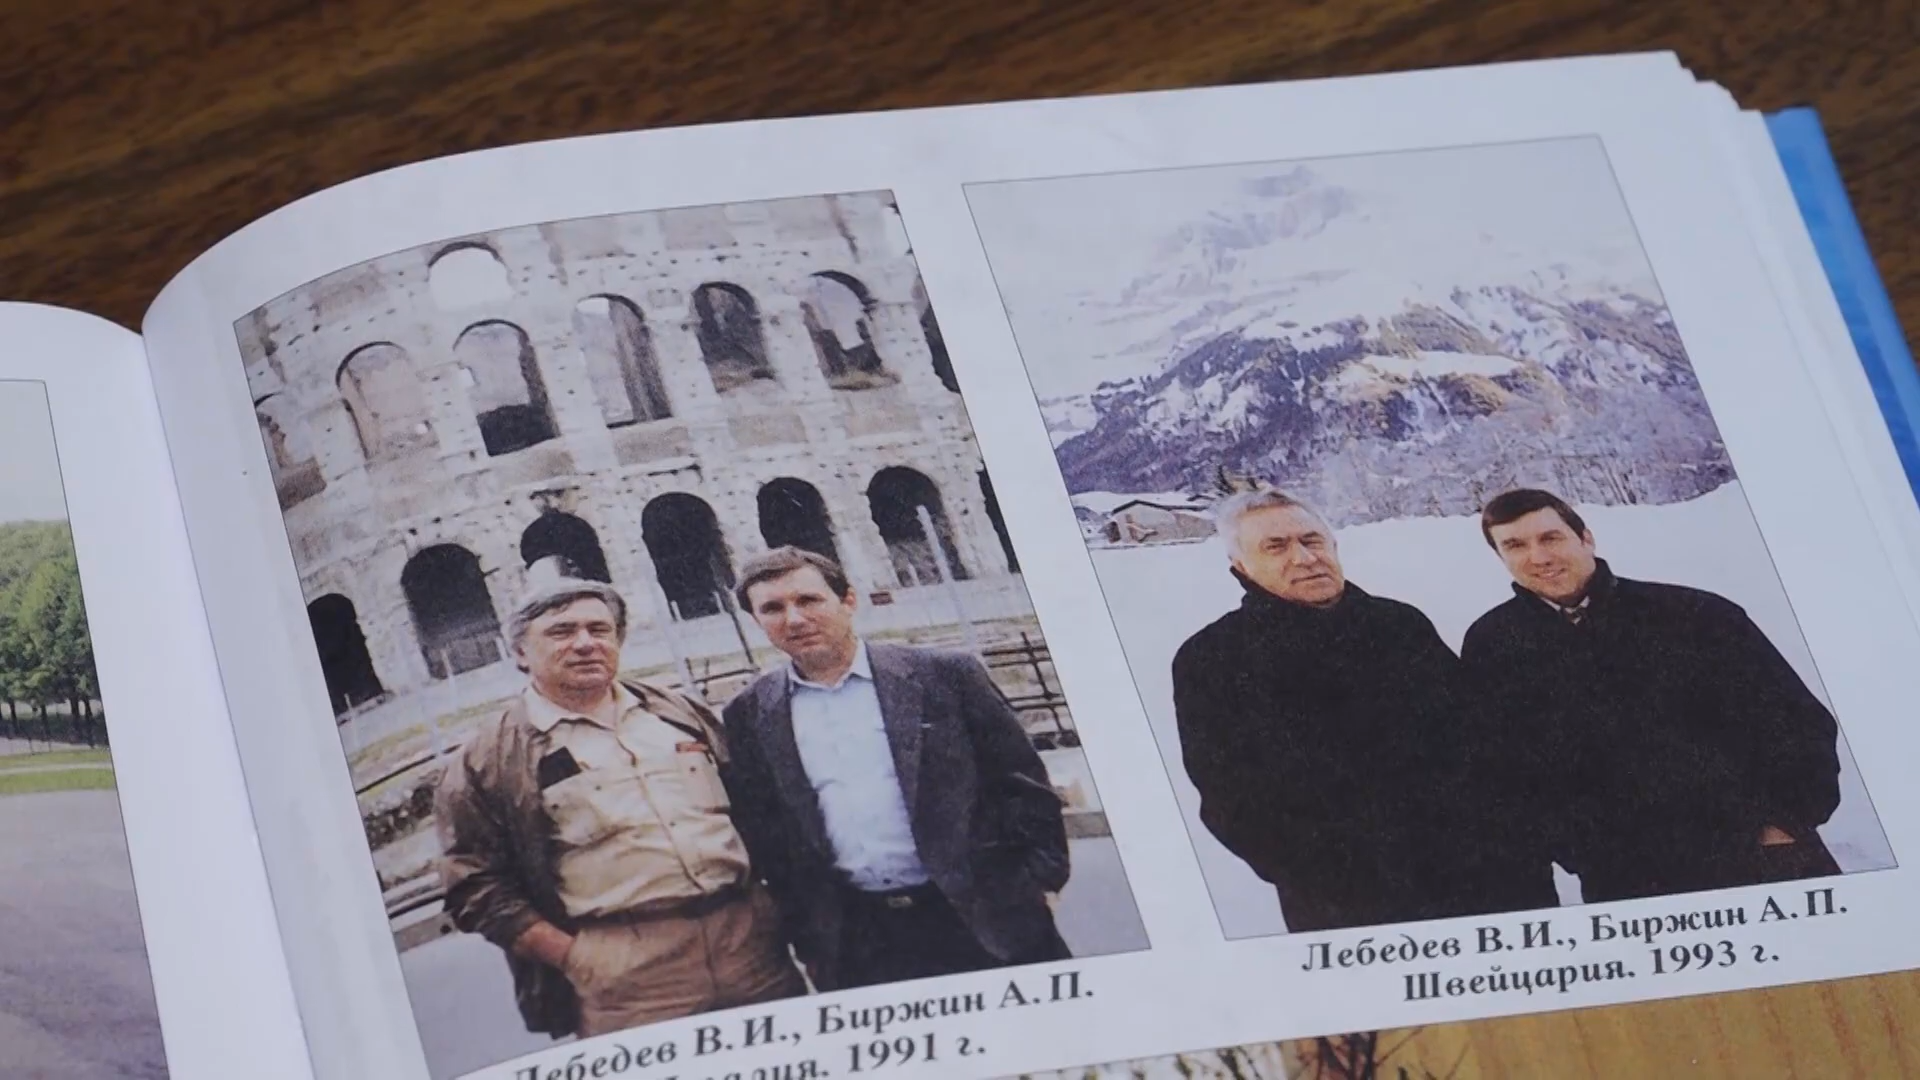 Лебедев В.И., Биржин А.П.
1991 г.
Лебедев В.И., Биржин А.П.
Швейцария. 1993 г.